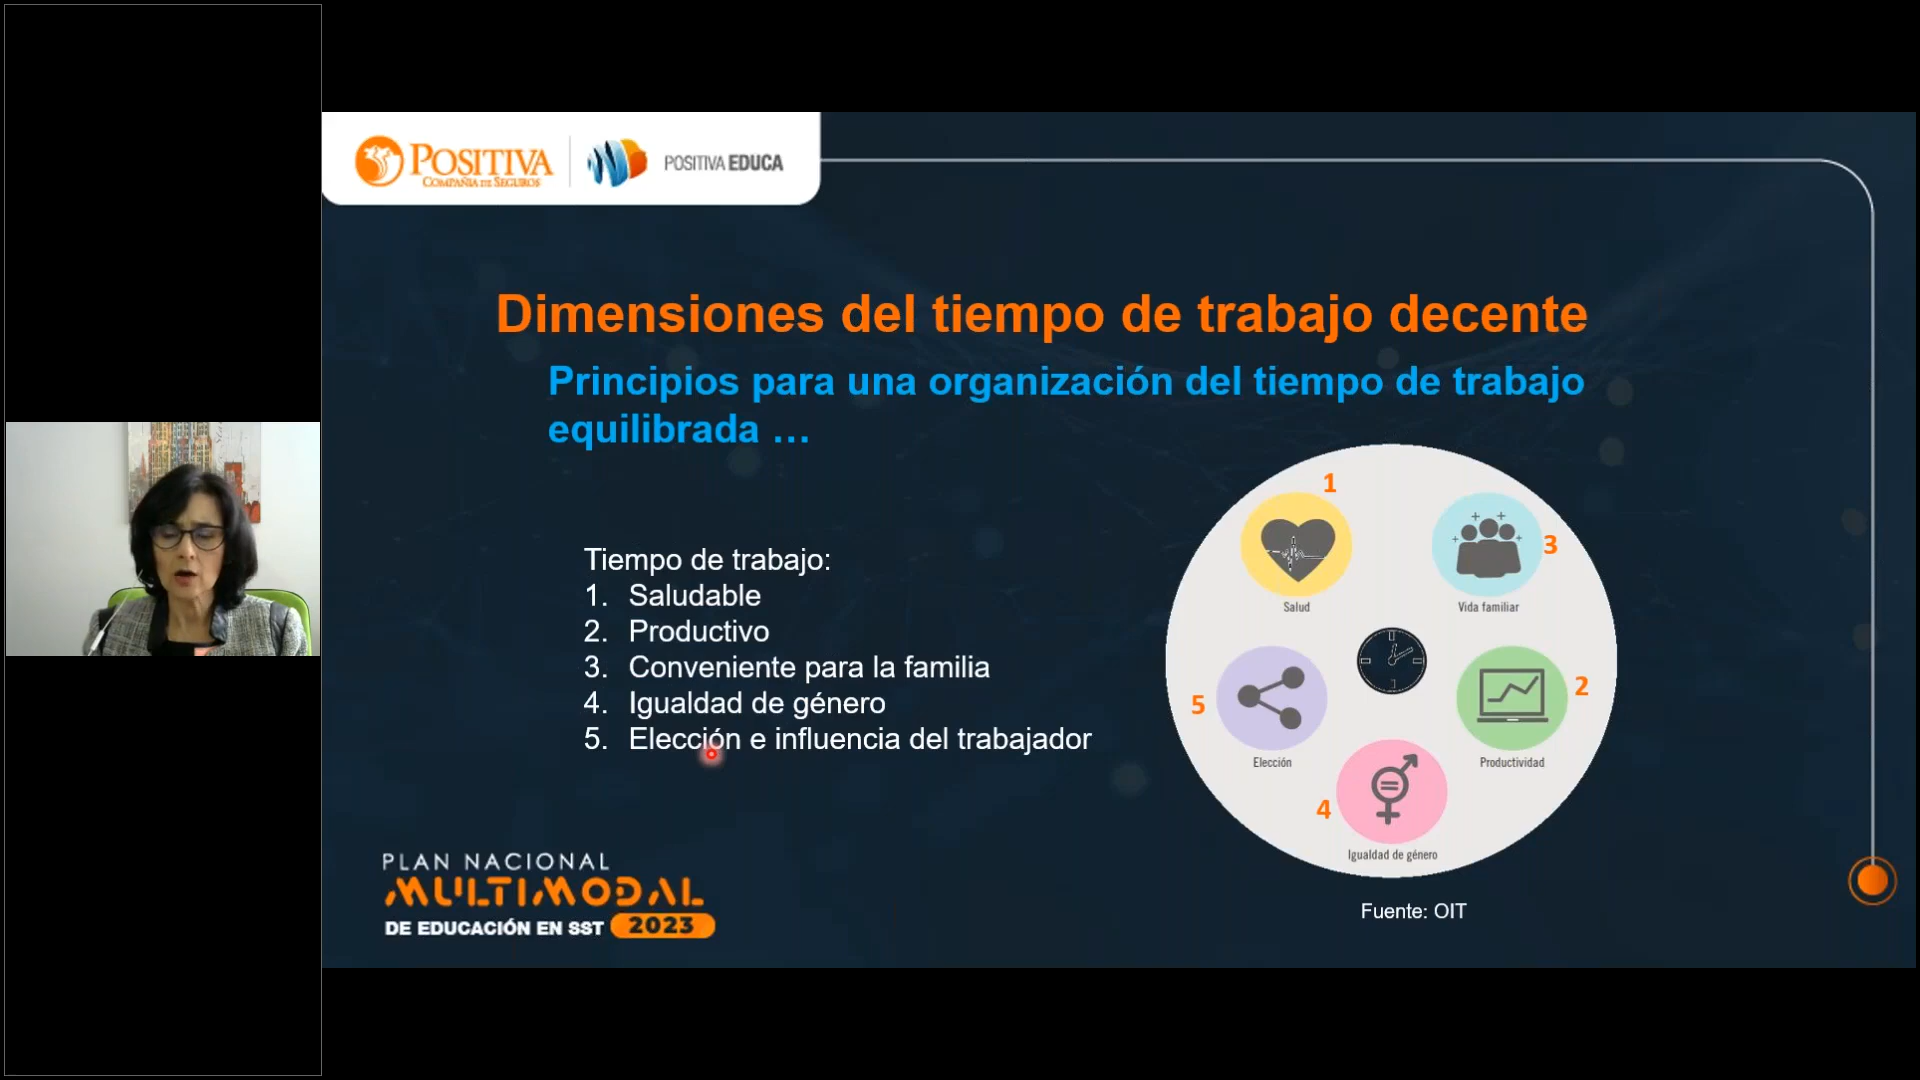 POSITIVA
COMPAÑIA DE SEGUROS
POSITIVA EDUCA
Dimensiones del tiempo de trabajo decente
Principios para una organización del tiempo de trabajo
equilibrada ...
Tiempo de trabajo:
1. Saludable
2. Productivo
3. Conveniente para la familia
4. Igualdad de género
5. Elección e influencia del trabajador
1
Salud
3
Vida familiar
5
Elección
2
Productividad
4
Igualdad de género
Fuente: OIT
PLAN NACIONAL
MULTIMODAL
DE EDUCACIÓN EN SST 2023